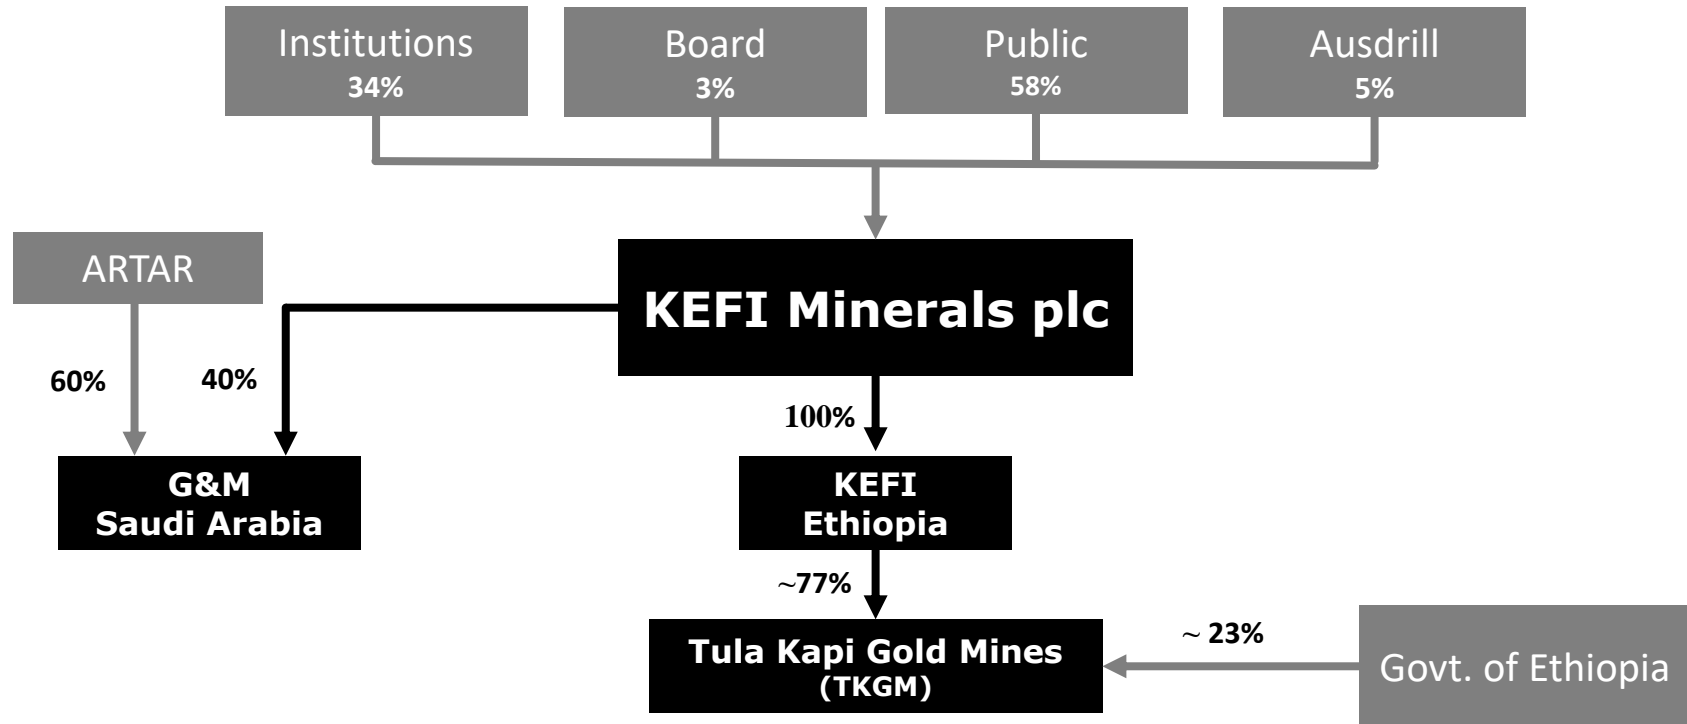 Institutions
34%
Board
3%
Public
58%
Ausdrill
5%
ARTAR
KEFI Minerals plc
60%
40%
100%
G&M
Saudi Arabia
KEFI
Ethiopia
~77%
Tula Kapi Gold Mines
(TKGM)
~ 23%
Govt. of Ethiopia